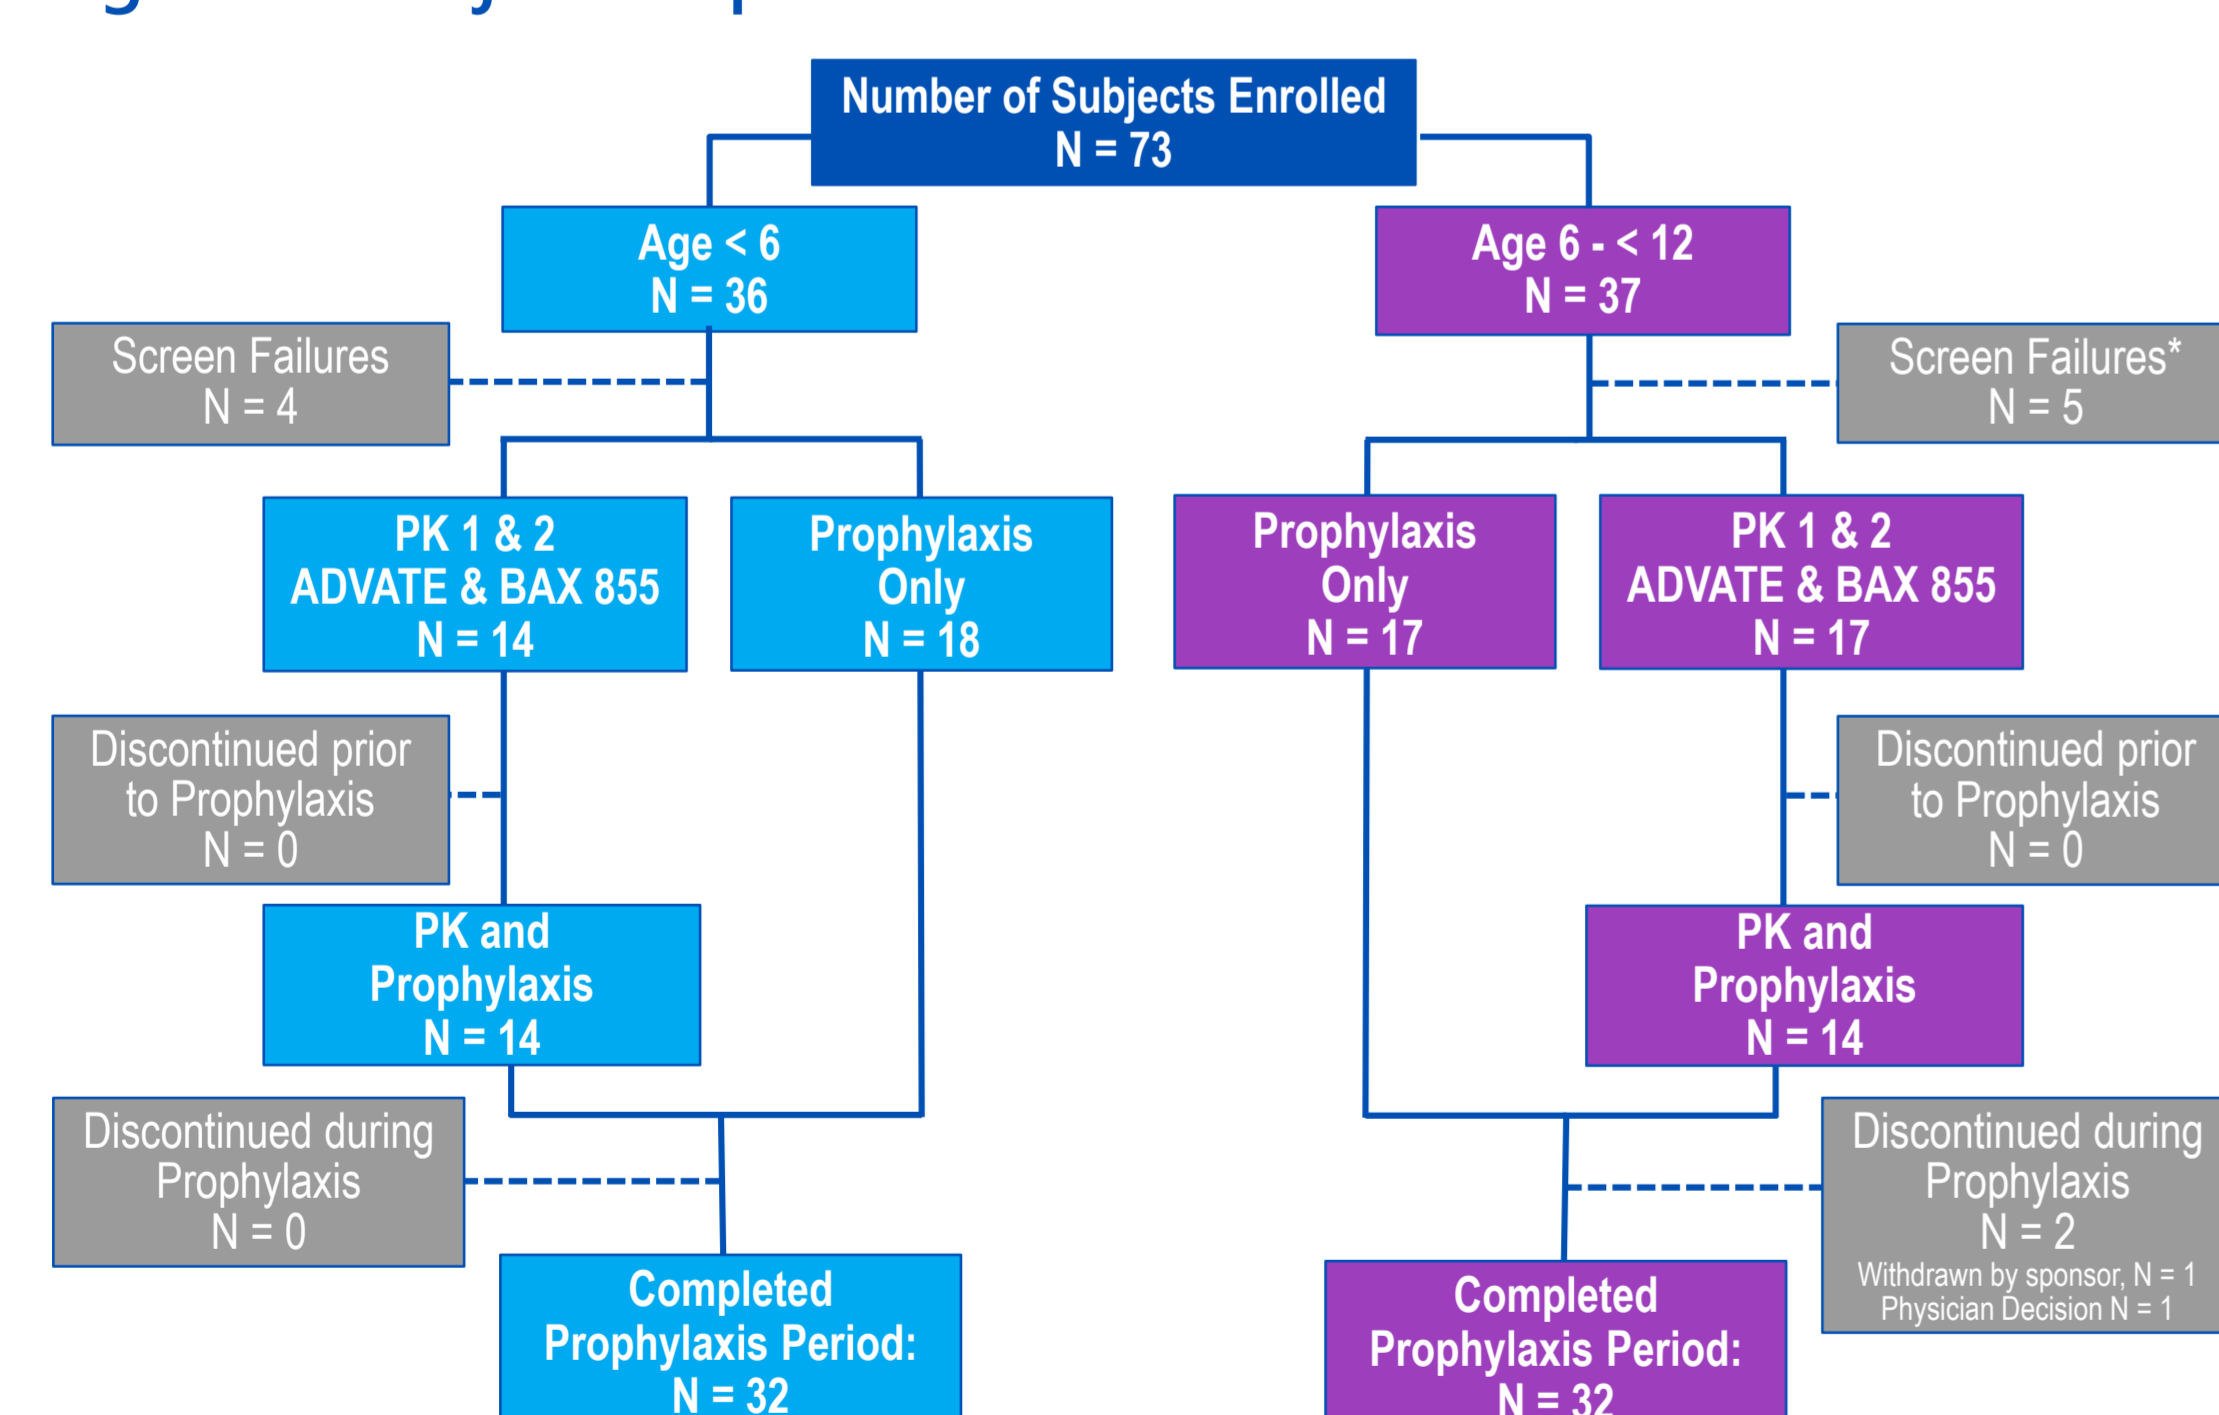 Number of Subjects Enrolled
N = 73
Age < 6
N = 36
Age 6 - < 12
N = 37
Screen Failures
N = 4
Screen Failures*
N = 5
PK 1 & 2
ADVATE & BAX 855
N = 14
Prophylaxis
Only
N = 18
Prophylaxis
Only
N = 17
PK 1 & 2
ADVATE & BAX 855
N = 17
Discontinued prior
to Prophylaxis
N = 0
Discontinued prior
to Prophylaxis
N = 0
PK and
Prophylaxis
N = 14
PK and
Prophylaxis
N = 14
Discontinued during
Prophylaxis
N = 0
Discontinued during
Prophylaxis
N = 2
Withdrawn by sponsor, N = 1
Physician Decision N = 1
Completed
Prophylaxis Period:
N = 32
Completed
Prophylaxis Period:
N = 32